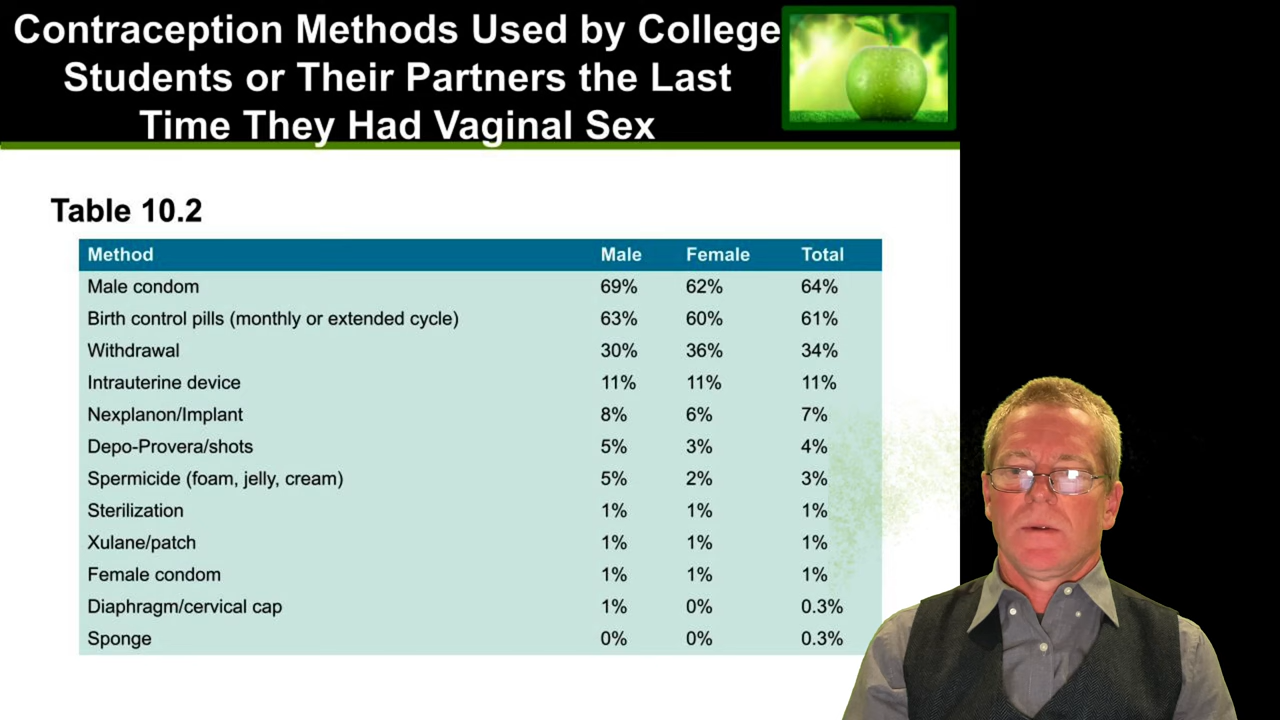 Contraception Methods Used by College
Students or Their Partners the Last
Time They Had Vaginal Sex
Table 10.2
Method Male Female Total
Male condom 69% 62% 64%
Birth control pills (monthly or extended cycle) 63% 60% 61%
Withdrawal 30% 36% 34%
Intrauterine device 11% 11% 11%
Nexplanon/Implant 8% 6% 7%
Depo-Provera/shots 5% 3% 4%
Spermicide (foam, jelly, cream) 5% 2% 3%
Sterilization 1% 1% 1%
Xulane/patch 1% 1% 1%
Female condom 1% 1% 1%
Diaphragm/cervical cap 1% 0% 0.3%
Sponge 0% 0% 0.3%